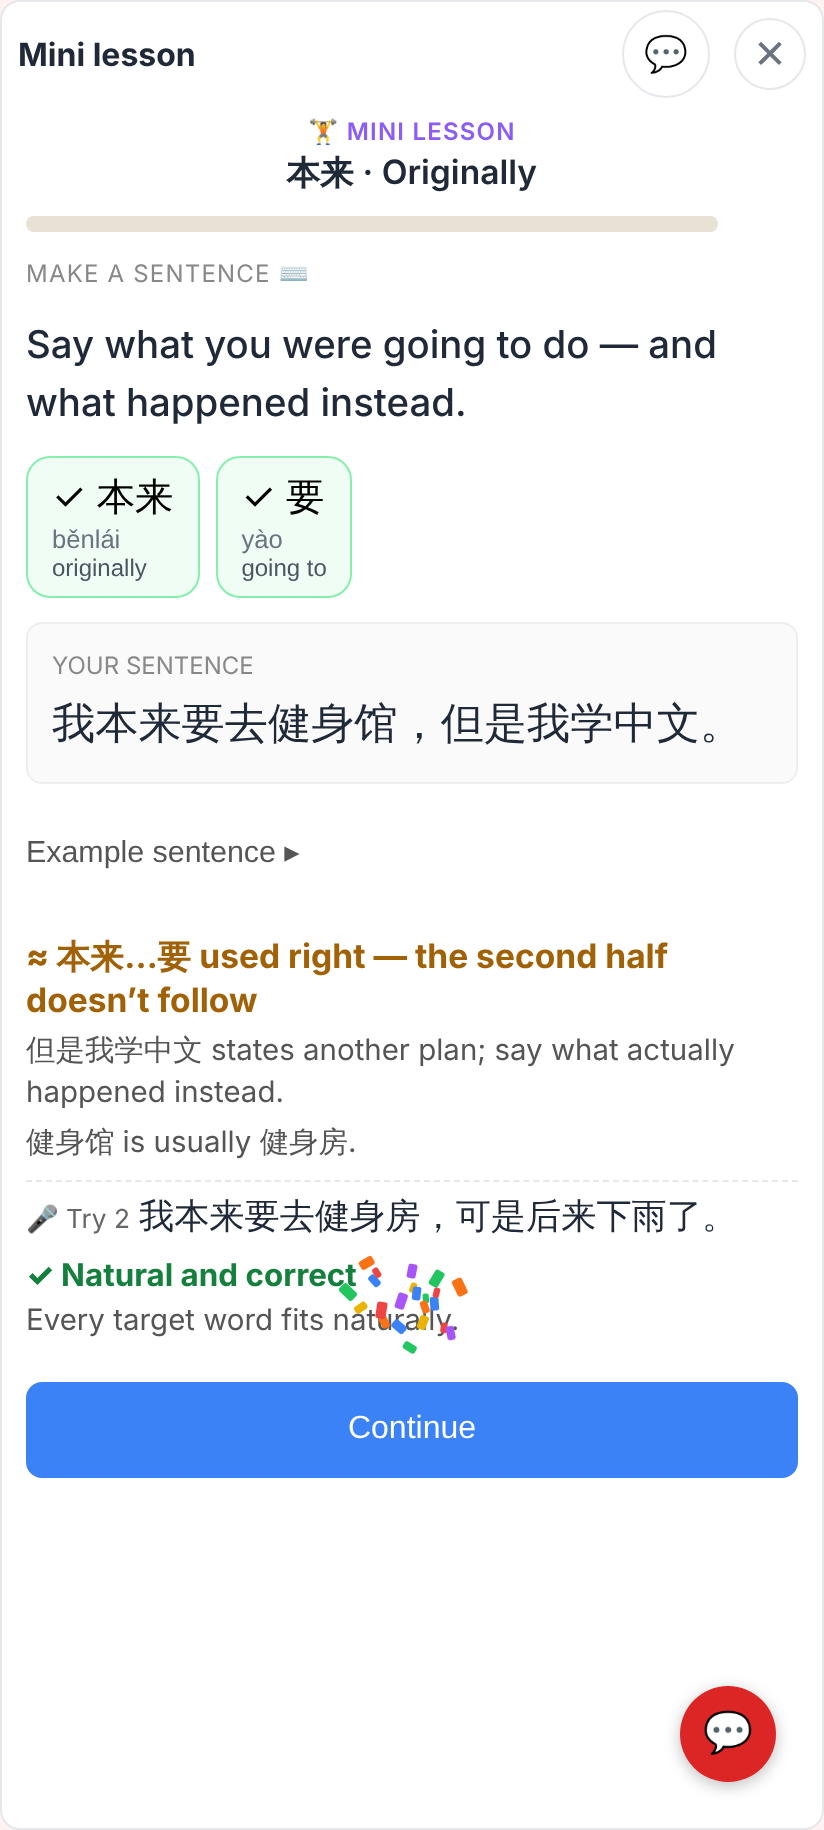 Mini lesson
MINI LESSON
本来 · Originally
MAKE A SENTENCE
Say what you were going to do — and
what happened instead.
✓ 本来
běnlái
originally
✓ 要
yào
going to
YOUR SENTENCE
我本来要去健身馆，但是我学中文。
Example sentence ▸
≈ 本来…要 used right — the second half
doesn’t follow
但是我学中文 states another plan; say what actually
happened instead.
健身馆 is usually 健身房.
Try 2 我本来要去健身房，可是后来下雨了。
✓ Natural and correct
Every target word fits naturally.
Continue